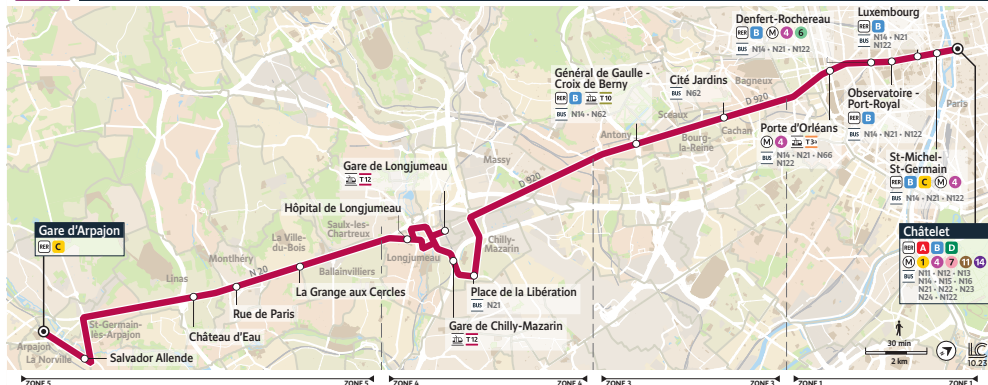 Luxembourg
RER B
BUS N14 • N21
N122
Denfert-Rochereau
RER B M 4 6
BUS N14 • N21 • N122
Général de Gaulle -
Croix de Berny
RER B T10
BUS N14 • N62
Cité Jardins
BUS N62
Bagneux
D 920
Paris
Observatoire -
Port-Royal
RER B
BUS N14 • N21 • N122
Sceaux
Antony
Bourg-
la-Reine
Cachan
Porte d'Orléans
M 4 T3a
BUS N14 • N21 • N66
N122
St-Michel-
St-Germain
RER B C M 4
BUS N14 • N21 • N122
Massy
D 920
Gare de Longjumeau
T12
Hôpital de Longjumeau
Saulx-les-
Chartreux
Longjumeau
Chilly-
Mazarin
Gare d'Arpajon
RER C
La Ville-
du-Bois
Montlhéry
N 20
Ballainvilliers
Linas
Châtelet
RER A B D
M 1 4 7 11 14
BUS N11 • N12 • N13
N14 • N15 • N16
N21 • N22 • N23
N24 • N122
La Grange aux Cercles
Place de la Libération
BUS N21
Rue de Paris
Gare de Chilly-Mazarin
T12
Château d'Eau
St-Germain-
lès-Arpajon
Arpajon
La Norville
Salvador Allende
30 min
2 km
10.23
ZONE 5 ZONE 5 ZONE 4 ZONE 4 ZONE 3 ZONE 3 ZONE 1 ZONE 1